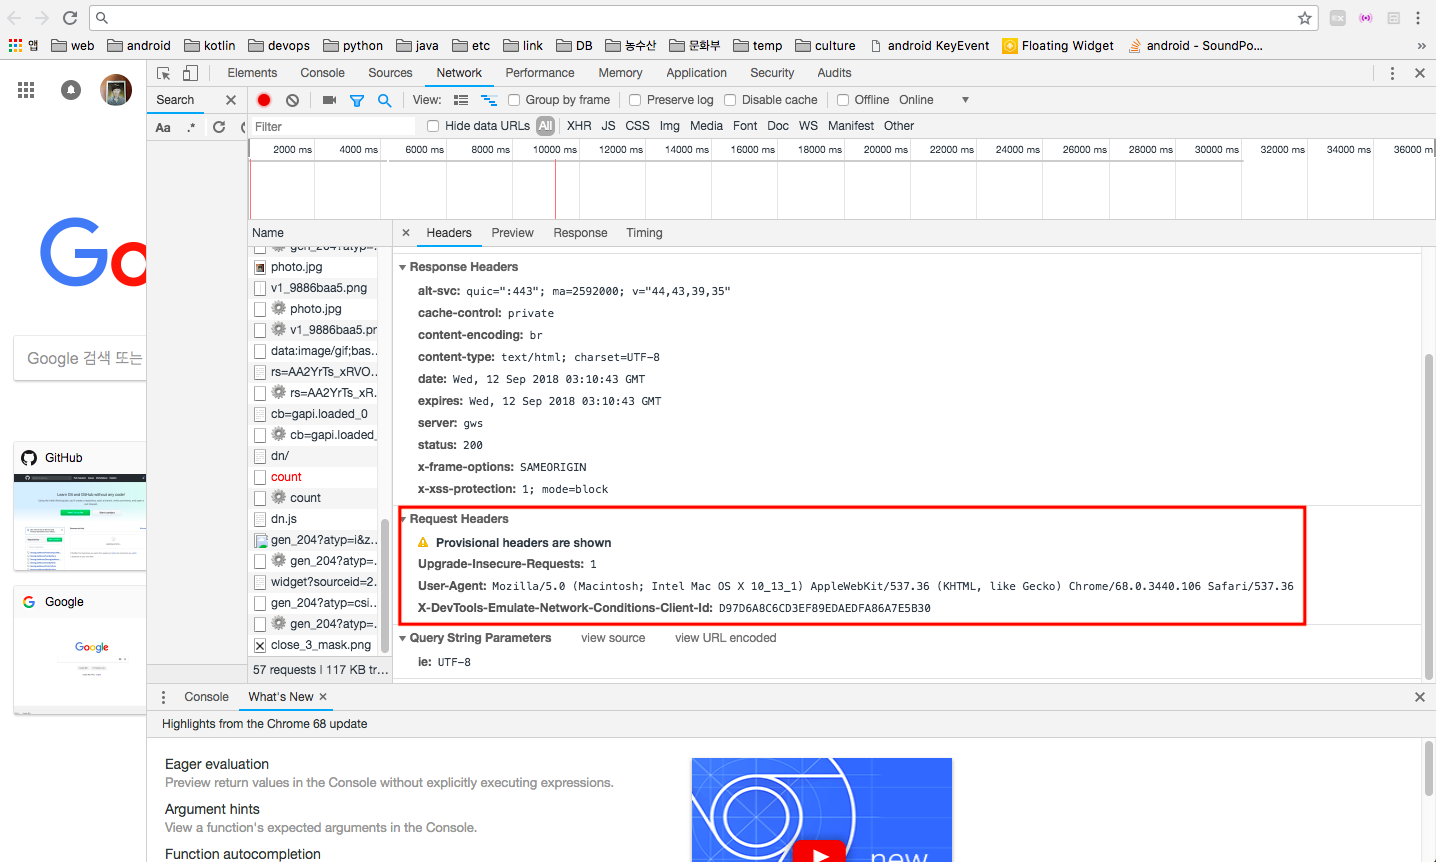 앱 web android kotlin devops python java etc link DB 농수산 문화부 temp culture android KeyEvent Floating Widget android - SoundPo... »
Elements Console Sources Network Performance Memory Application Security Audits
Search View: Group by frame Preserve log Disable cache Offline Online
Aa .* Filter Hide data URLs All XHR JS CSS Img Media Font Doc WS Manifest Other
2000 ms 4000 ms 6000 ms 8000 ms 10000 ms 12000 ms 14000 ms 16000 ms 18000 ms 20000 ms 22000 ms 24000 ms 26000 ms 28000 ms 30000 ms 32000 ms 34000 ms 36000 m
Go
Google 검색 또는
GitHub
Learn Git and GitHub without any code!
Google
Google
Name
gen_204?atyp=...
photo.jpg
v1_9886baa5.png
photo.jpg
v1_9886baa5.pr
data:image/gif;bas...
rs=AA2YrTs_xRVO...
rs=AA2YrTs_xR...
cb=gapi.loaded_0
cb=gapi.loaded_
dn/
count
count
dn.js
gen_204?atyp=i&z...
gen_204?atyp=...
widget?sourceid=2...
gen_204?atyp=csi...
gen_204?atyp=...
close_3_mask.png
57 requests | 117 KB tr...
Headers Preview Response Timing
Response Headers
alt-svc: quic=":443"; ma=2592000; v="44,43,39,35"
cache-control: private
content-encoding: br
content-type: text/html; charset=UTF-8
date: Wed, 12 Sep 2018 03:10:43 GMT
expires: Wed, 12 Sep 2018 03:10:43 GMT
server: gws
status: 200
x-frame-options: SAMEORIGIN
x-xss-protection: 1; mode=block
Request Headers
Provisional headers are shown
Upgrade-Insecure-Requests: 1
User-Agent: Mozilla/5.0 (Macintosh; Intel Mac OS X 10_13_1) AppleWebKit/537.36 (KHTML, like Gecko) Chrome/68.0.3440.106 Safari/537.36
X-DevTools-Emulate-Network-Conditions-Client-Id: D97D6A8C6CD3EF89EDAEDFA86A7E5B30
Query String Parameters view source view URL encoded
ie: UTF-8
Console What's New
Highlights from the Chrome 68 update
Eager evaluation
Preview return values in the Console without explicitly executing expressions.
Argument hints
View a function's expected arguments in the Console.
Function autocompletion
new